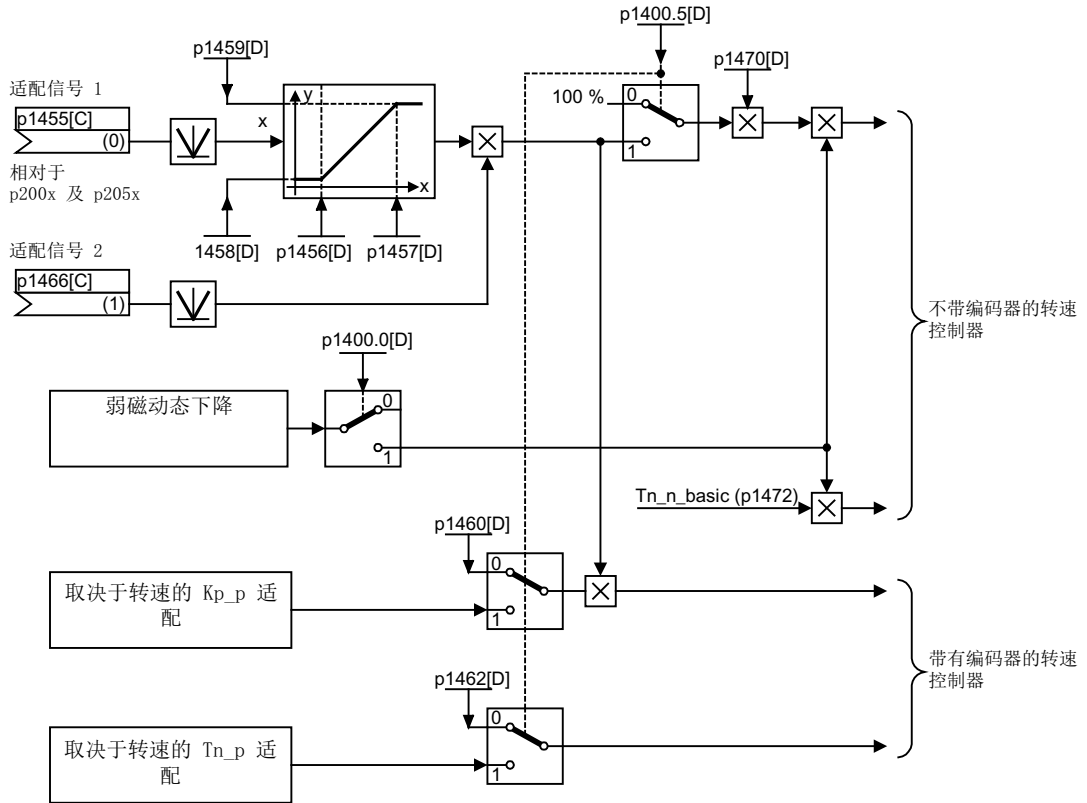 p1400.5[D]
p1459[D]
p1470[D]
适配信号 1
p1455[C]
(0)
x
y
x
100 %
0
1
相对于
p200x 及 p205x
1458[D]
p1456[D]
p1457[D]
适配信号 2
p1466[C]
(1)
不带编码器的转速
控制器
p1400.0[D]
弱磁动态下降
0
1
Tn_n_basic (p1472)
p1460[D]
取决于转速的 Kp_p 适
配
0
1
带有编码器的转速
控制器
p1462[D]
取决于转速的 Tn_p 适
配
0
1